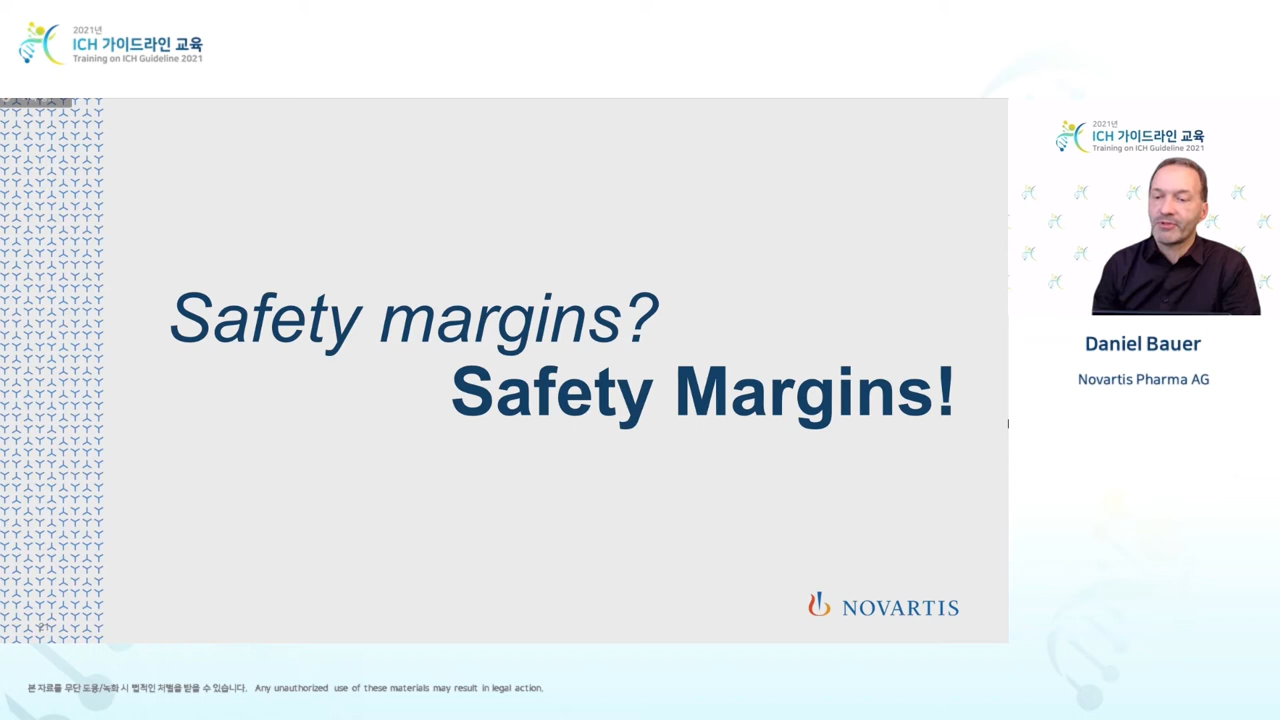 2021년
ICH 가이드라인 교육
Training on ICH Guideline 2021
Safety margins?
Safety Margins!
NOVARTIS
21
2021년
ICH 가이드라인 교육
Training on ICH Guideline 2021
Daniel Bauer
Novartis Pharma AG
본 자료를 무단 도용/녹화 시 법적인 처벌을 받을 수 있습니다. Any unauthorized use of these materials may result in legal action.